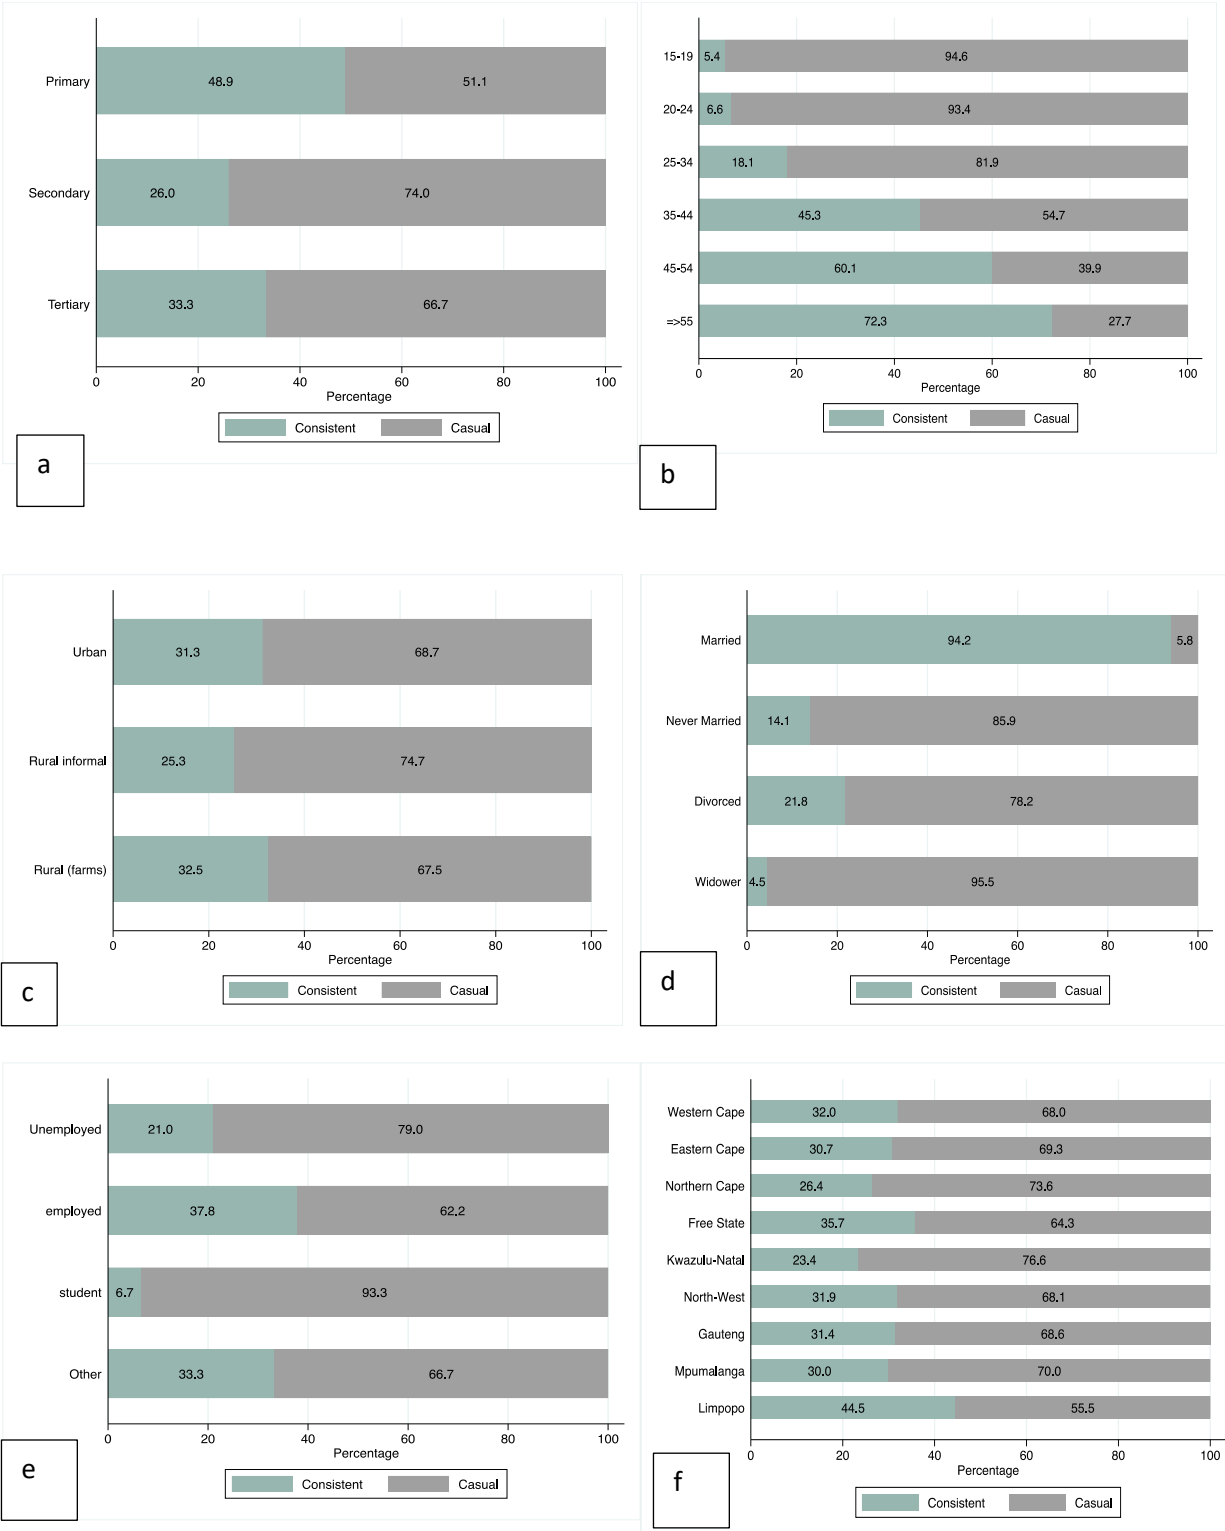 Primary 48.9 51.1
Secondary 26.0 74.0
Tertiary 33.3 66.7
0 20 40 60 80 100
Percentage
Consistent Casual
a
15-19 5.4 94.6
20-24 6.6 93.4
25-34 18.1 81.9
35-44 45.3 54.7
45-54 60.1 39.9
=>55 72.3 27.7
0 20 40 60 80 100
Percentage
Consistent Casual
b
Urban 31.3 68.7
Rural informal 25.3 74.7
Rural (farms) 32.5 67.5
0 20 40 60 80 100
Percentage
Consistent Casual
c
Married 94.2 5.8
Never Married 14.1 85.9
Divorced 21.8 78.2
Widower 4.5 95.5
0 20 40 60 80 100
Percentage
Consistent Casual
d
Unemployed 21.0 79.0
employed 37.8 62.2
student 6.7 93.3
Other 33.3 66.7
0 20 40 60 80 100
Percentage
Consistent Casual
e
Western Cape 32.0 68.0
Eastern Cape 30.7 69.3
Northern Cape 26.4 73.6
Free State 35.7 64.3
Kwazulu-Natal 23.4 76.6
North-West 31.9 68.1
Gauteng 31.4 68.6
Mpumalanga 30.0 70.0
Limpopo 44.5 55.5
0 20 40 60 80 100
Percentage
Consistent Casual
f